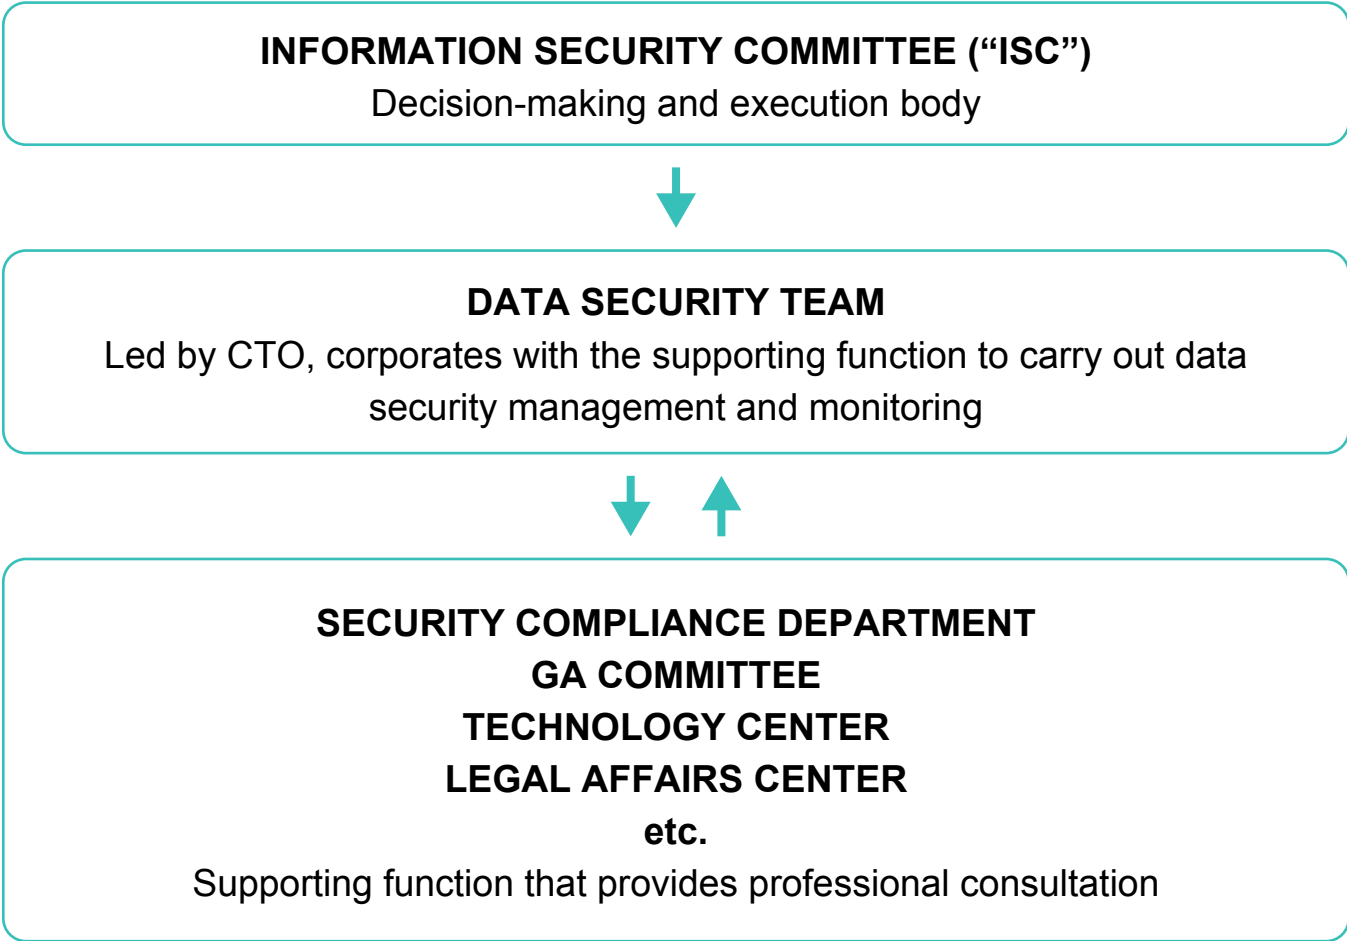 INFORMATION SECURITY COMMITTEE (“ISC”)
Decision-making and execution body
DATA SECURITY TEAM
Led by CTO, corporates with the supporting function to carry out data
security management and monitoring
SECURITY COMPLIANCE DEPARTMENT
GA COMMITTEE
TECHNOLOGY CENTER
LEGAL AFFAIRS CENTER
etc.
Supporting function that provides professional consultation